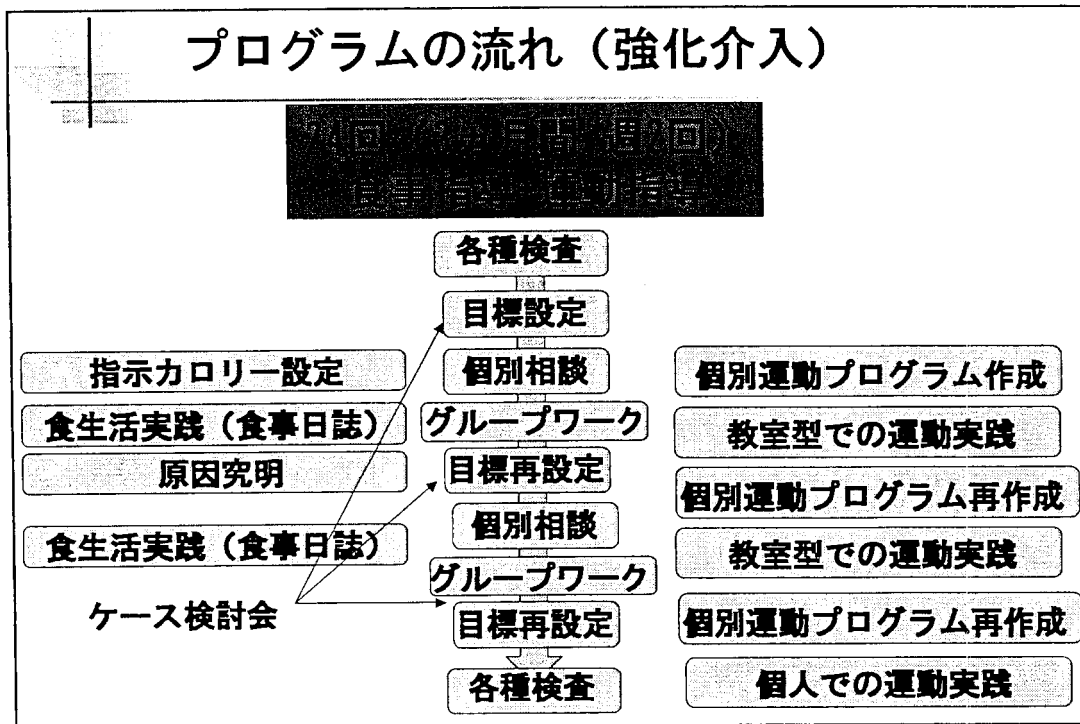 プログラムの流れ（強化介入）
食事指導・運動指導
各種検査
目標設定
個別相談
グループワーク
目標再設定
個別相談
グループワーク
目標再設定
各種検査
指示カロリー設定
食生活実践（食事日誌）
原因究明
食生活実践（食事日誌）
ケース検討会
個別運動プログラム作成
教室型での運動実践
個別運動プログラム再作成
教室型での運動実践
個別運動プログラム再作成
個人での運動実践